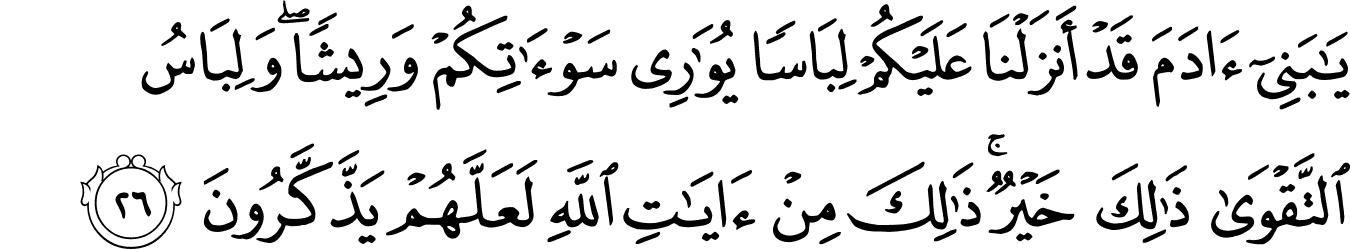 يَٰبَنِىٓ ءَادَمَ قَدْ أَنزَلْنَا عَلَيْكُمْ لِبَاسًا يُوَٰرِى سَوْءَٰتِكُمْ وَرِيشًا ۖ وَلِبَاسُ
ٱلتَّقْوَىٰ ذَٰلِكَ خَيْرٌ ۚ ذَٰلِكَ مِنْ ءَايَٰتِ ٱللَّهِ لَعَلَّهُمْ يَذَّكَّرُونَ ٢٦